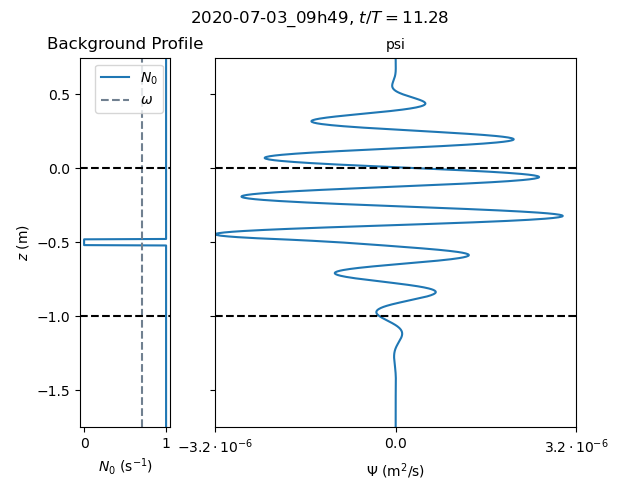 2020-07-03_09h49, t/T = 11.28
Background Profile
psi
N₀
ω
z (m)
0.5
0.0
−0.5
−1.0
−1.5
0 1
−3.2 · 10⁻⁶ 0.0 3.2 · 10⁻⁶
N₀ (s⁻¹)
Ψ (m²/s)